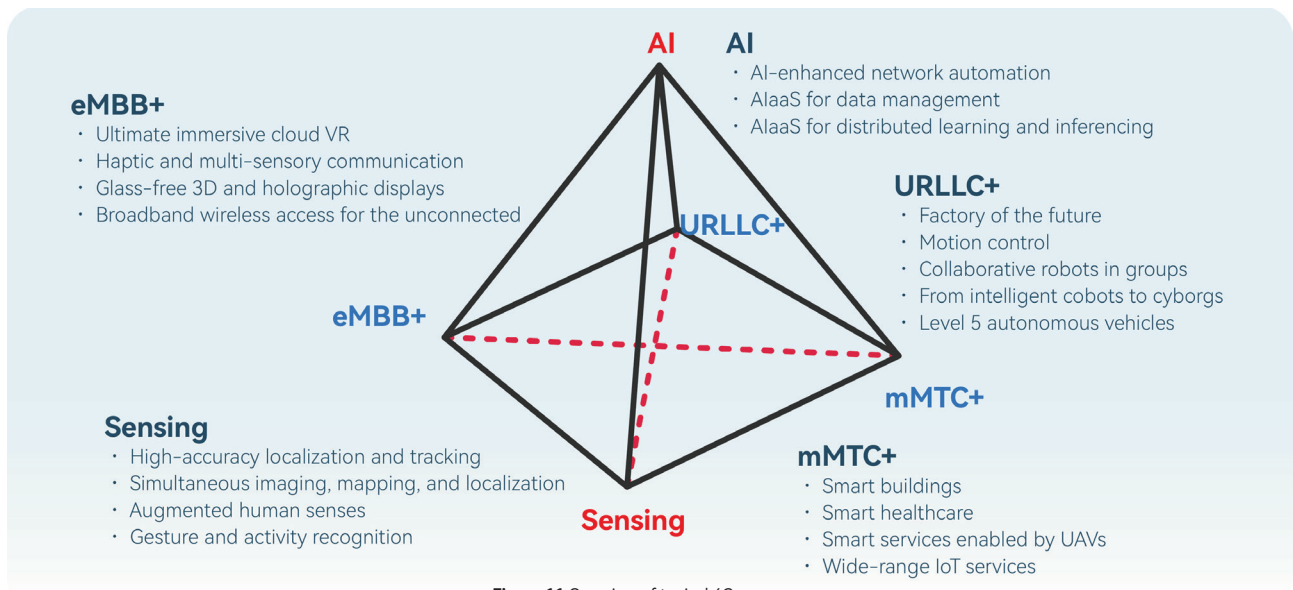 AI
AI
• AI-enhanced network automation
• AIaaS for data management
• AIaaS for distributed learning and inferencing
eMBB+
• Ultimate immersive cloud VR
• Haptic and multi-sensory communication
• Glass-free 3D and holographic displays
• Broadband wireless access for the unconnected
URLLC+
• Factory of the future
• Motion control
• Collaborative robots in groups
• From intelligent cobots to cyborgs
• Level 5 autonomous vehicles
URLLC+
eMBB+
mMTC+
Sensing
• High-accuracy localization and tracking
• Simultaneous imaging, mapping, and localization
• Augmented human senses
• Gesture and activity recognition
Sensing
mMTC+
• Smart buildings
• Smart healthcare
• Smart services enabled by UAVs
• Wide-range IoT services